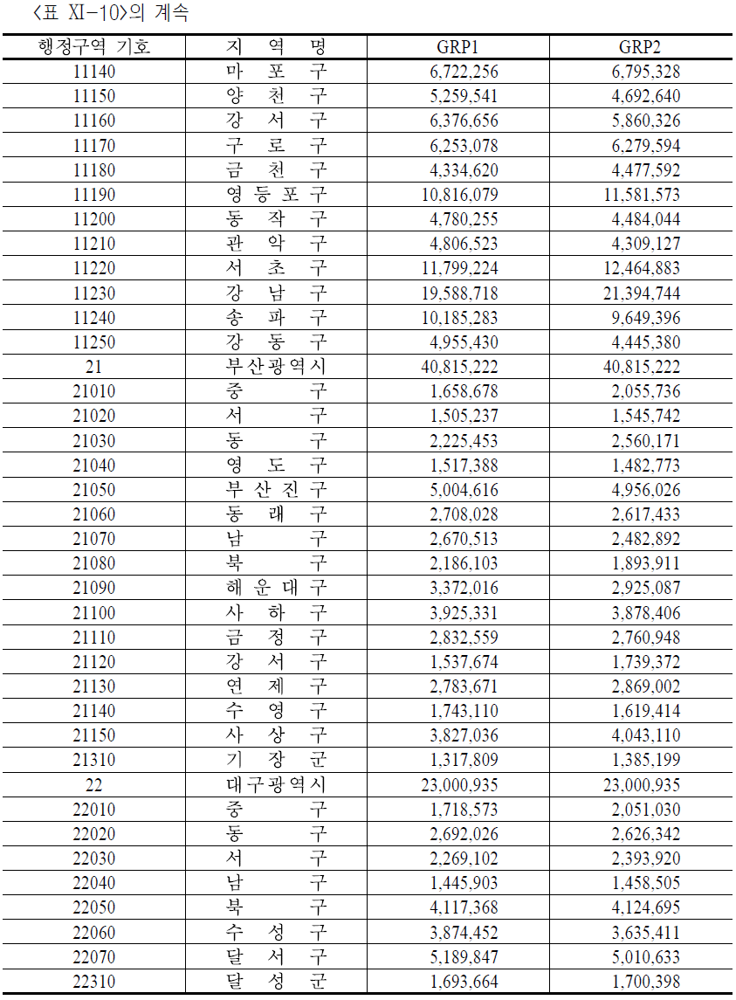 <표 XI-10>의 계속
행정구역 기호 지 역 명 GRP1 GRP2
11140 마 포 구 6,722,256 6,795,328
11150 양 천 구 5,259,541 4,692,640
11160 강 서 구 6,376,656 5,860,326
11170 구 로 구 6,253,078 6,279,594
11180 금 천 구 4,334,620 4,477,592
11190 영 등 포 구 10,816,079 11,581,573
11200 동 작 구 4,780,255 4,484,044
11210 관 악 구 4,806,523 4,309,127
11220 서 초 구 11,799,224 12,464,883
11230 강 남 구 19,588,718 21,394,744
11240 송 파 구 10,185,283 9,649,396
11250 강 동 구 4,955,430 4,445,380
21 부산광역시 40,815,222 40,815,222
21010 중 구 1,658,678 2,055,736
21020 서 구 1,505,237 1,545,742
21030 동 구 2,225,453 2,560,171
21040 영 도 구 1,517,388 1,482,773
21050 부 산 진 구 5,004,616 4,956,026
21060 동 래 구 2,708,028 2,617,433
21070 남 구 2,670,513 2,482,892
21080 북 구 2,186,103 1,893,911
21090 해 운 대 구 3,372,016 2,925,087
21100 사 하 구 3,925,331 3,878,406
21110 금 정 구 2,832,559 2,760,948
21120 강 서 구 1,537,674 1,739,372
21130 연 제 구 2,783,671 2,869,002
21140 수 영 구 1,743,110 1,619,414
21150 사 상 구 3,827,036 4,043,110
21310 기 장 군 1,317,809 1,385,199
22 대구광역시 23,000,935 23,000,935
22010 중 구 1,718,573 2,051,030
22020 동 구 2,692,026 2,626,342
22030 서 구 2,269,102 2,393,920
22040 남 구 1,445,903 1,458,505
22050 북 구 4,117,368 4,124,695
22060 수 성 구 3,874,452 3,635,411
22070 달 서 구 5,189,847 5,010,633
22310 달 성 군 1,693,664 1,700,398